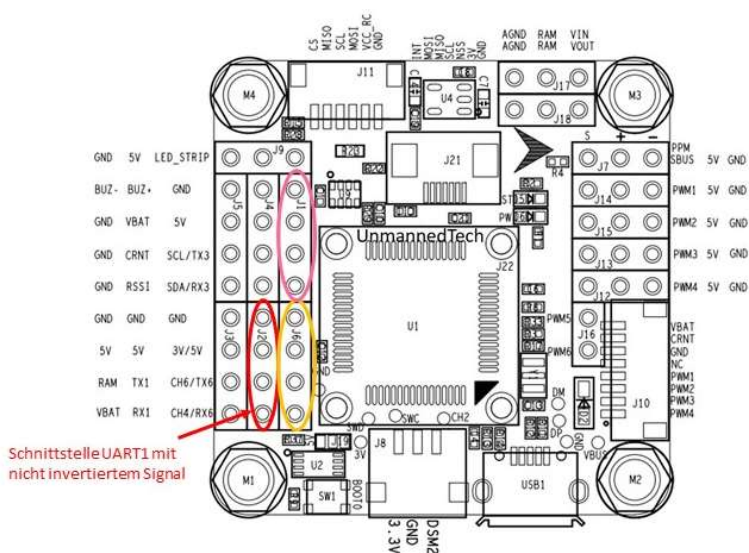 CS
MISO
SCL
MOSI
VCC_RC
GND
INT
MOSI
MISO
SCL
NSS
3V
GND
AGND RAM VIN
AGND RAM VOUT
M4
J11
U4
C7
J17
J18
M3
S + -
GND 5V LED_STRIP
J9
R23
J21
R4
J7
PPM
SBUS 5V GND
BUZ- BUZ+ GND
J5
J4
J1
J14
PWM1 5V GND
GND VBAT 5V
UnmannedTech
J15
PWM2 5V GND
GND CRNT SCL/TX3
J22
J13
PWM3 5V GND
GND RSSI SDA/RX3
J12
PWM4 5V GND
GND GND GND
J3
J2
J6
U1
PWM5
J16
PWM6
5V 5V 3V/5V
RAM TX1 CH6/TX6
VBAT RX1 CH4/RX6
VBAT
CRNT
GND
NC
PWM1
PWM2
PWM3
PWM4
J10
D2
DM
DP
GND
VBUS
SWC
CH2
3V
J19
J8
U2
SW1
BOOT0
M1
USB1
M2
3.3V
GND
DSM2
Schnittstelle UART1 mit
nicht invertiertem Signal